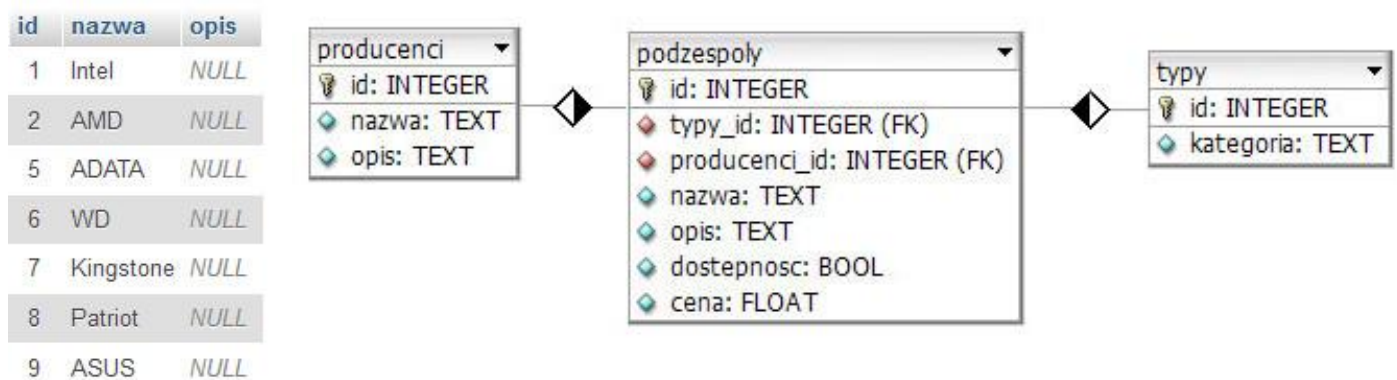 id nazwa opis
1 Intel NULL
2 AMD NULL
5 ADATA NULL
6 WD NULL
7 Kingstone NULL
8 Patriot NULL
9 ASUS NULL
producenci
id: INTEGER
nazwa: TEXT
opis: TEXT
podzespoly
id: INTEGER
typy_id: INTEGER (FK)
producenci_id: INTEGER (FK)
nazwa: TEXT
opis: TEXT
dostepnosc: BOOL
cena: FLOAT
typy
id: INTEGER
kategoria: TEXT